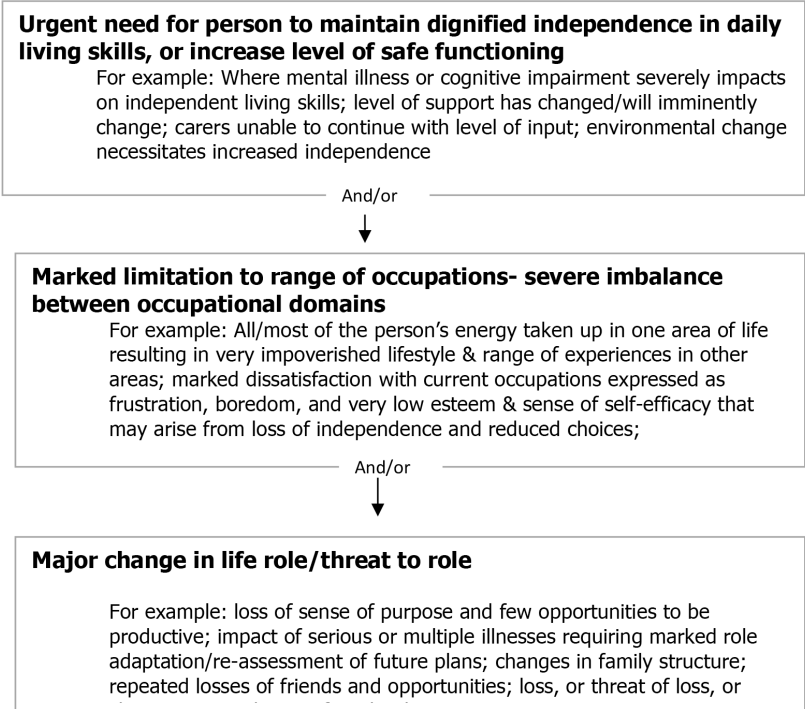 Urgent need for person to maintain dignified independence in daily
living skills, or increase level of safe functioning
For example: Where mental illness or cognitive impairment severely impacts
on independent living skills; level of support has changed/will imminently
change; carers unable to continue with level of input; environmental change
necessitates increased independence
And/or
Marked limitation to range of occupations- severe imbalance
between occupational domains
For example: All/most of the person’s energy taken up in one area of life
resulting in very impoverished lifestyle & range of experiences in other
areas; marked dissatisfaction with current occupations expressed as
frustration, boredom, and very low esteem & sense of self-efficacy that
may arise from loss of independence and reduced choices;
And/or
Major change in life role/threat to role
For example: loss of sense of purpose and few opportunities to be
productive; impact of serious or multiple illnesses requiring marked role
adaptation/re-assessment of future plans; changes in family structure;
repeated losses of friends and opportunities; loss, or threat of loss, or